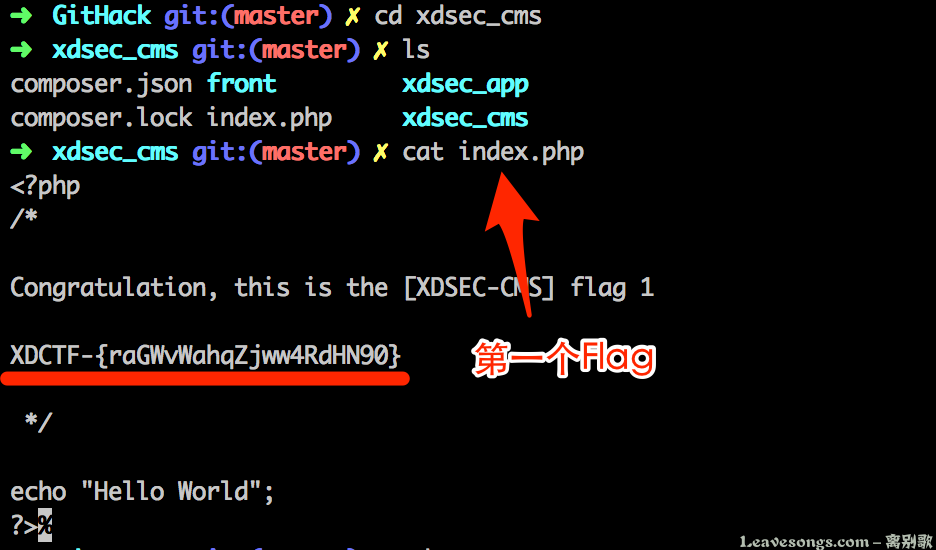 ➜ GitHack git:(master) ✗ cd xdsec_cms
➜ xdsec_cms git:(master) ✗ ls
composer.json front xdsec_app
composer.lock index.php xdsec_cms
➜ xdsec_cms git:(master) ✗ cat index.php
<?php
/*
Congratulation, this is the [XDSEC-CMS] flag 1
XDCTF-{raGWvWahqZjww4RdHN90}
第一个Flag
*/
echo "Hello World";
?>%
Leavesongs.com – 离别歌